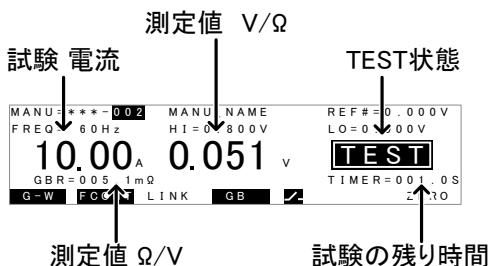 測定値 V/Ω
試験 電流
TEST状態
MANU=***-002 MANU_NAME REF#=0.000V
FREQ= 60Hz HI=0.800V LO=0.000V
10.00A 0.051 V TEST
GBR=005.1mΩ TIMER=001.0S
G-W FCONT LINK GB ZERO
測定値 Ω/V
試験の残り時間